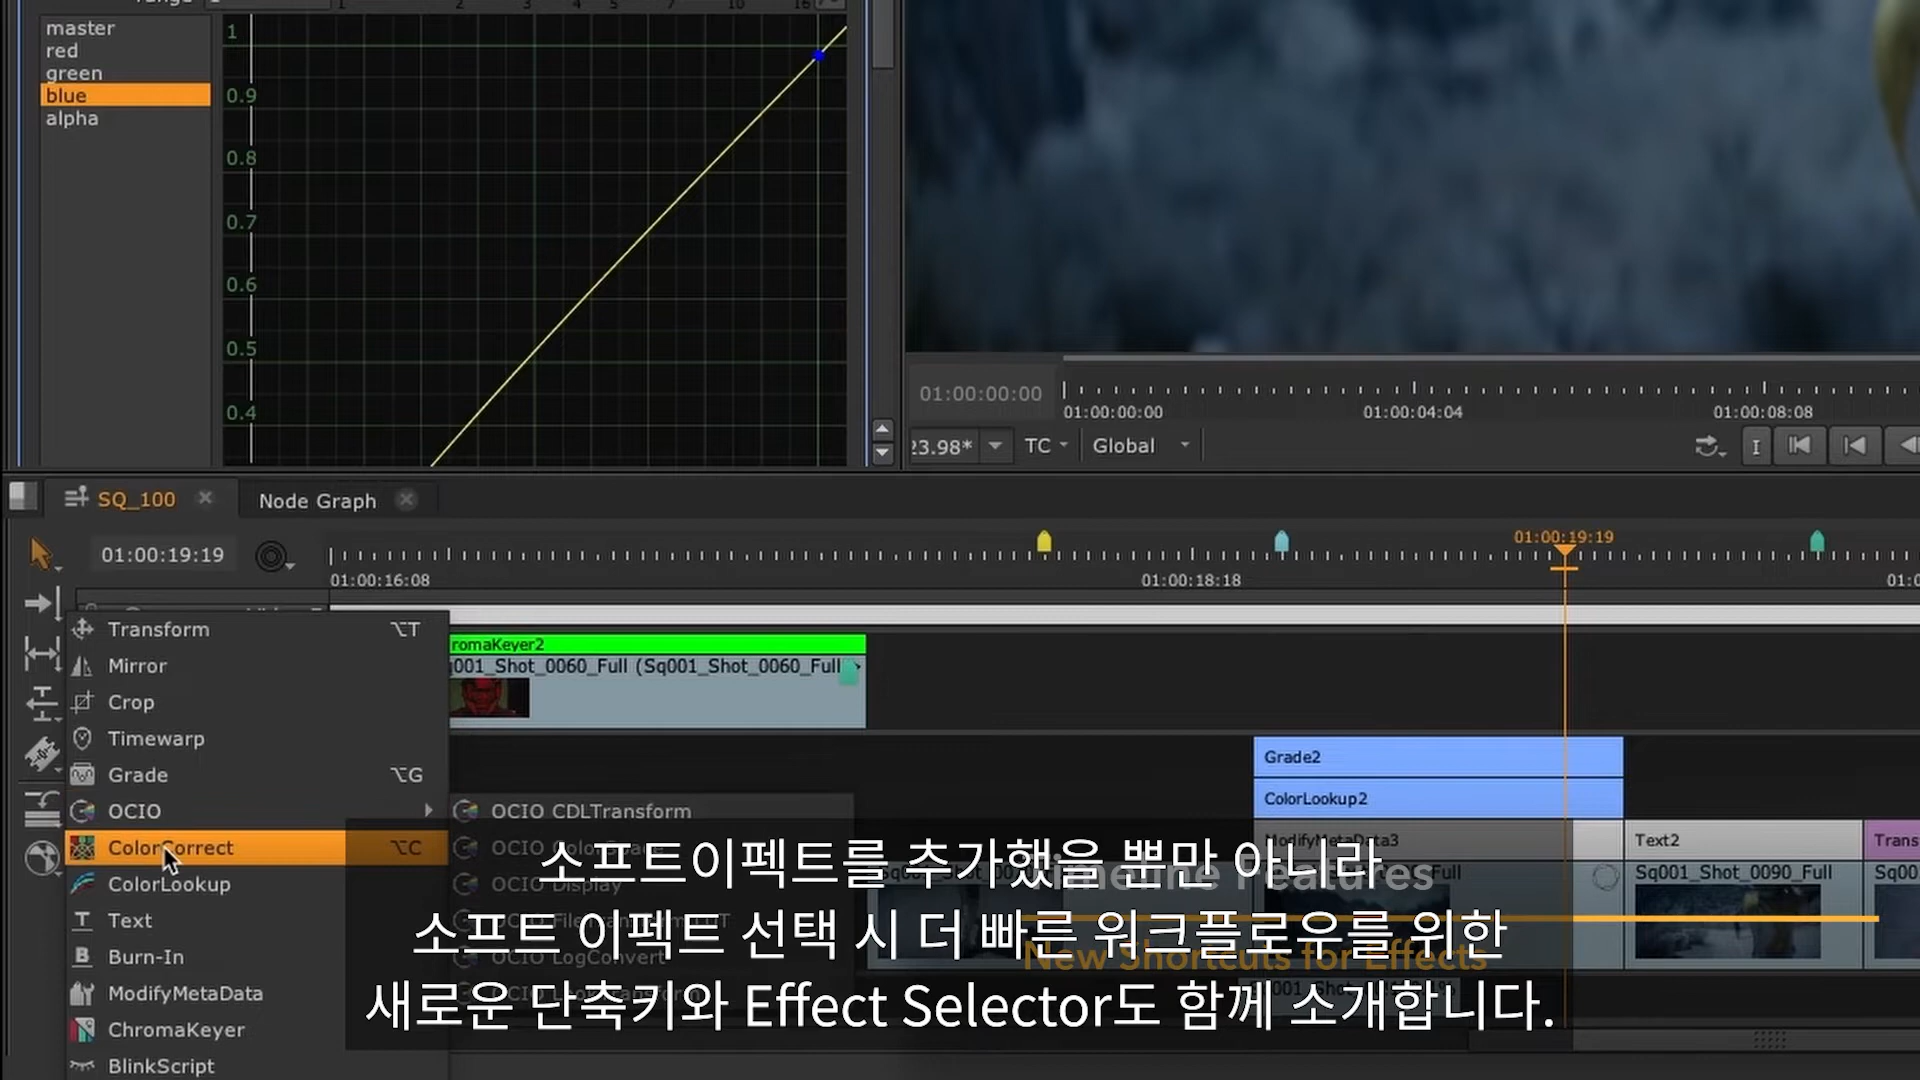 master
red
green
blue
alpha
1
0.9
0.8
0.7
0.6
0.5
0.4
01:00:00:00
01:00:00:00
01:00:04:04
01:00:08:08
23.98*
TC
Global
SQ_100
Node Graph
01:00:19:19
01:00:19:19
01:00:16:08
01:00:18:18
Transform ⌥T
Mirror
Crop
Timewarp
Grade ⌥G
OCIO
ColorCorrect ⌥C
ColorLookup
Text
Burn-In
ModifyMetaData
ChromaKeyer
BlinkScript
OCIO CDLTransform
OCIO Display
OCIO LogConvert
romaKeyer2
q001_Shot_0060_Full (Sq001_Shot_0060_Full
Grade2
ColorLookup2
ModifyMetaData3
Text2
Trans
Sq001_Shot_0090_Full
Sq00
Timeline Features
New Shortcuts for Effects
소프트이펙트를 추가했을 뿐만 아니라
소프트 이펙트 선택 시 더 빠른 워크플로우를 위한
새로운 단축키와 Effect Selector도 함께 소개합니다.